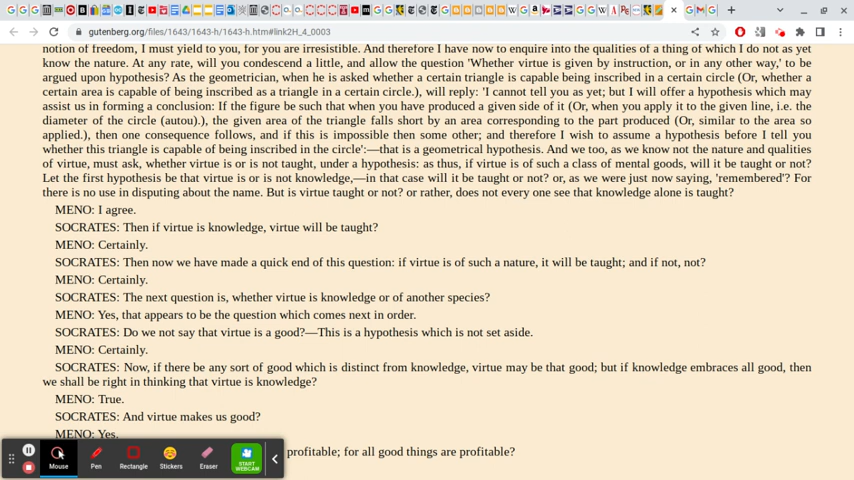 gutenberg.org/files/1643/1643-h/1643-h.htm#link2H_4_0003
notion of freedom, I must yield to you, for you are irresistible. And therefore I have now to enquire into the qualities of a thing of which I do not as yet
know the nature. At any rate, will you condescend a little, and allow the question 'Whether virtue is given by instruction, or in any other way,' to be
argued upon hypothesis? As the geometrician, when he is asked whether a certain triangle is capable being inscribed in a certain circle (Or, whether a
certain area is capable of being inscribed as a triangle in a certain circle.), will reply: 'I cannot tell you as yet; but I will offer a hypothesis which may
assist us in forming a conclusion: If the figure be such that when you have produced a given side of it (Or, when you apply it to the given line, i.e. the
diameter of the circle (autou).), the given area of the triangle falls short by an area corresponding to the part produced (Or, similar to the area so
applied.), then one consequence follows, and if this is impossible then some other; and therefore I wish to assume a hypothesis before I tell you
whether this triangle is capable of being inscribed in the circle':—that is a geometrical hypothesis. And we too, as we know not the nature and qualities
of virtue, must ask, whether virtue is or is not taught, under a hypothesis: as thus, if virtue is of such a class of mental goods, will it be taught or not?
Let the first hypothesis be that virtue is or is not knowledge,—in that case will it be taught or not? or, as we were just now saying, 'remembered'? For
there is no use in disputing about the name. But is virtue taught or not? or rather, does not every one see that knowledge alone is taught?
MENO: I agree.
SOCRATES: Then if virtue is knowledge, virtue will be taught?
MENO: Certainly.
SOCRATES: Then now we have made a quick end of this question: if virtue is of such a nature, it will be taught; and if not, not?
MENO: Certainly.
SOCRATES: The next question is, whether virtue is knowledge or of another species?
MENO: Yes, that appears to be the question which comes next in order.
SOCRATES: Do we not say that virtue is a good?—This is a hypothesis which is not set aside.
MENO: Certainly.
SOCRATES: Now, if there be any sort of good which is distinct from knowledge, virtue may be that good; but if knowledge embraces all good, then
we shall be right in thinking that virtue is knowledge?
MENO: True.
SOCRATES: And virtue makes us good?
MENO: Yes.
profitable; for all good things are profitable?
Mouse Pen Rectangle Stickers Eraser START WEBCAM